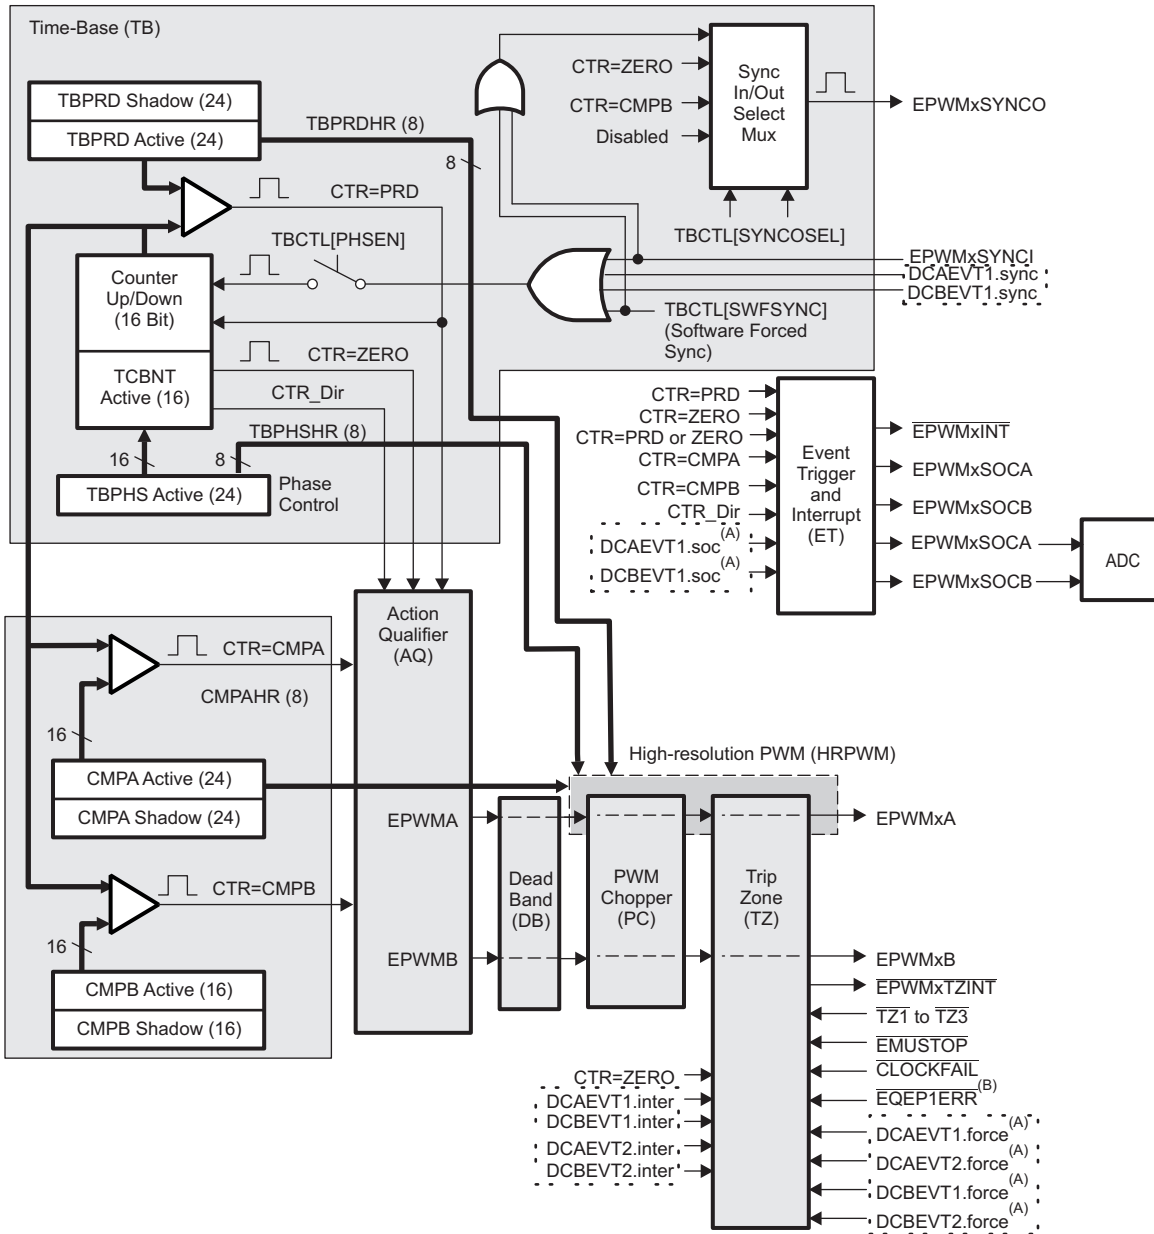 Time-Base (TB)
TBPRD Shadow (24)
TBPRD Active (24)
TBPRDHR (8)
8
CTR=PRD
TBCTL[PHSEN]
Counter
Up/Down
(16 Bit)
TCBNT
Active (16)
CTR=ZERO
CTR_Dir
TBPHSHR (8)
16
8
TBPHS Active (24)
Phase
Control
CTR=ZERO
CTR=CMPB
Disabled
Sync
In/Out
Select
Mux
EPWMxSYNCO
TBCTL[SYNCOSEL]
EPWMxSYNCI
DCAEVT1.sync
DCBEVT1.sync
TBCTL[SWFSYNC]
(Software Forced
Sync)
CTR=PRD
CTR=ZERO
CTR=PRD or ZERO
CTR=CMPA
CTR=CMPB
CTR_Dir
DCAEVT1.soc(A)
DCBEVT1.soc(A)
Event
Trigger
and
Interrupt
(ET)
EPWMxINT
EPWMxSOCA
EPWMxSOCB
EPWMxSOCA
EPWMxSOCB
ADC
Action
Qualifier
(AQ)
CTR=CMPA
CMPAHR (8)
16
CMPA Active (24)
CMPA Shadow (24)
CTR=CMPB
16
CMPB Active (16)
CMPB Shadow (16)
EPWMA
EPWMB
Dead
Band
(DB)
High-resolution PWM (HRPWM)
PWM
Chopper
(PC)
Trip
Zone
(TZ)
EPWMxA
EPWMxB
EPWMxTZINT
TZ1 to TZ3
EMUSTOP
CLOCKFAIL
EQEP1ERR(B)
DCAEVT1.force(A)
DCAEVT2.force(A)
DCBEVT1.force(A)
DCBEVT2.force(A)
CTR=ZERO
DCAEVT1.inter
DCBEVT1.inter
DCAEVT2.inter
DCBEVT2.inter